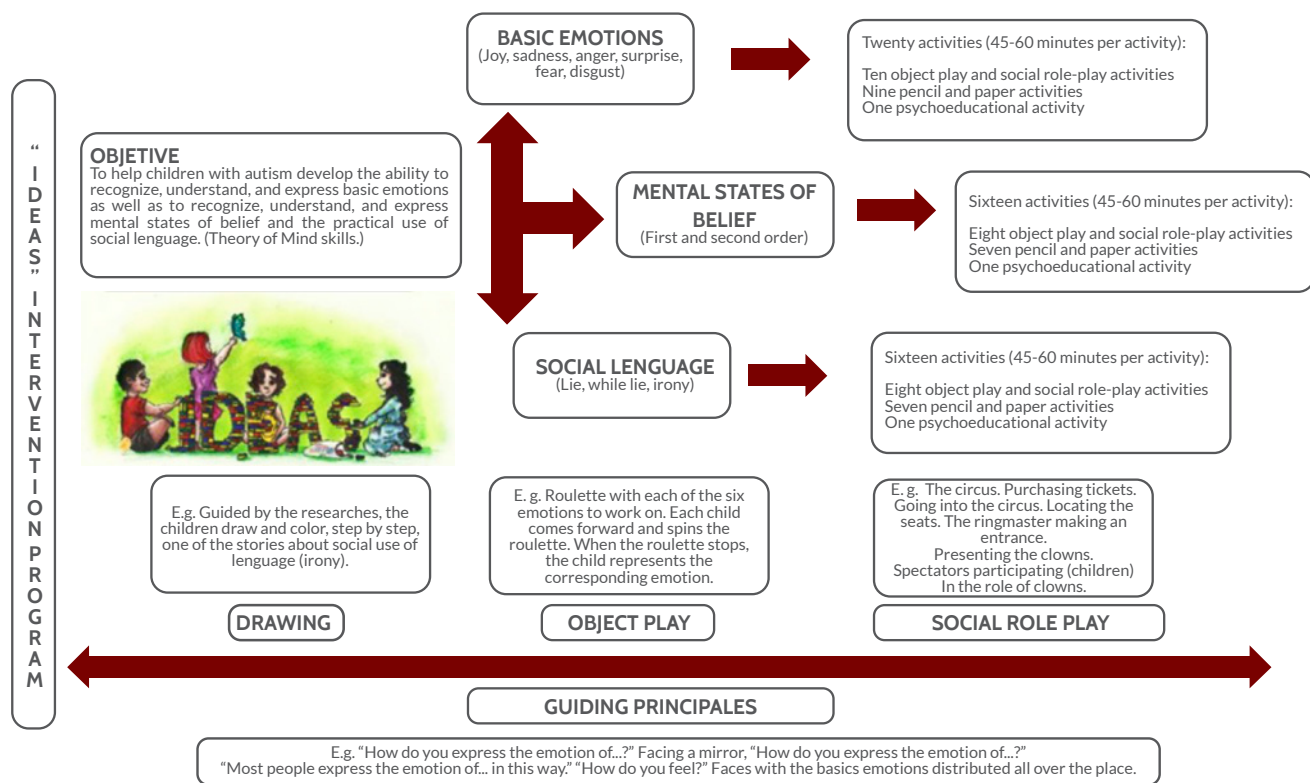 “IDEAS” INTERVENTION PROGRAM
OBJETIVE
To help children with autism develop the ability to
recognize, understand, and express basic emotions
as well as to recognize, understand, and express
mental states of belief and the practical use of
social language. (Theory of Mind skills.)
IDEAS
BASIC EMOTIONS
(Joy, sadness, anger, surprise,
fear, disgust)
Twenty activities (45-60 minutes per activity):
Ten object play and social role-play activities
Nine pencil and paper activities
One psychoeducational activity
MENTAL STATES OF
BELIEF
(First and second order)
Sixteen activities (45-60 minutes per activity):
Eight object play and social role-play activities
Seven pencil and paper activities
One psychoeducational activity
SOCIAL LENGUAGE
(Lie, while lie, irony)
Sixteen activities (45-60 minutes per activity):
Eight object play and social role-play activities
Seven pencil and paper activities
One psychoeducational activity
E.g. Guided by the researches, the
children draw and color, step by step,
one of the stories about social use of
language (irony).
DRAWING
E. g. Roulette with each of the six
emotions to work on. Each child
comes forward and spins the
roulette. When the roulette stops,
the child represents the
corresponding emotion.
OBJECT PLAY
E. g. The circus. Purchasing tickets.
Going into the circus. Locating the
seats. The ringmaster making an
entrance.
Presenting the clowns.
Spectators participating (children)
In the role of clowns.
SOCIAL ROLE PLAY
GUIDING PRINCIPALES
E.g. “How do you express the emotion of...?” Facing a mirror, “How do you express the emotion of...?”
“Most people express the emotion of... in this way.” “How do you feel?” Faces with the basics emotions distributed all over the place.